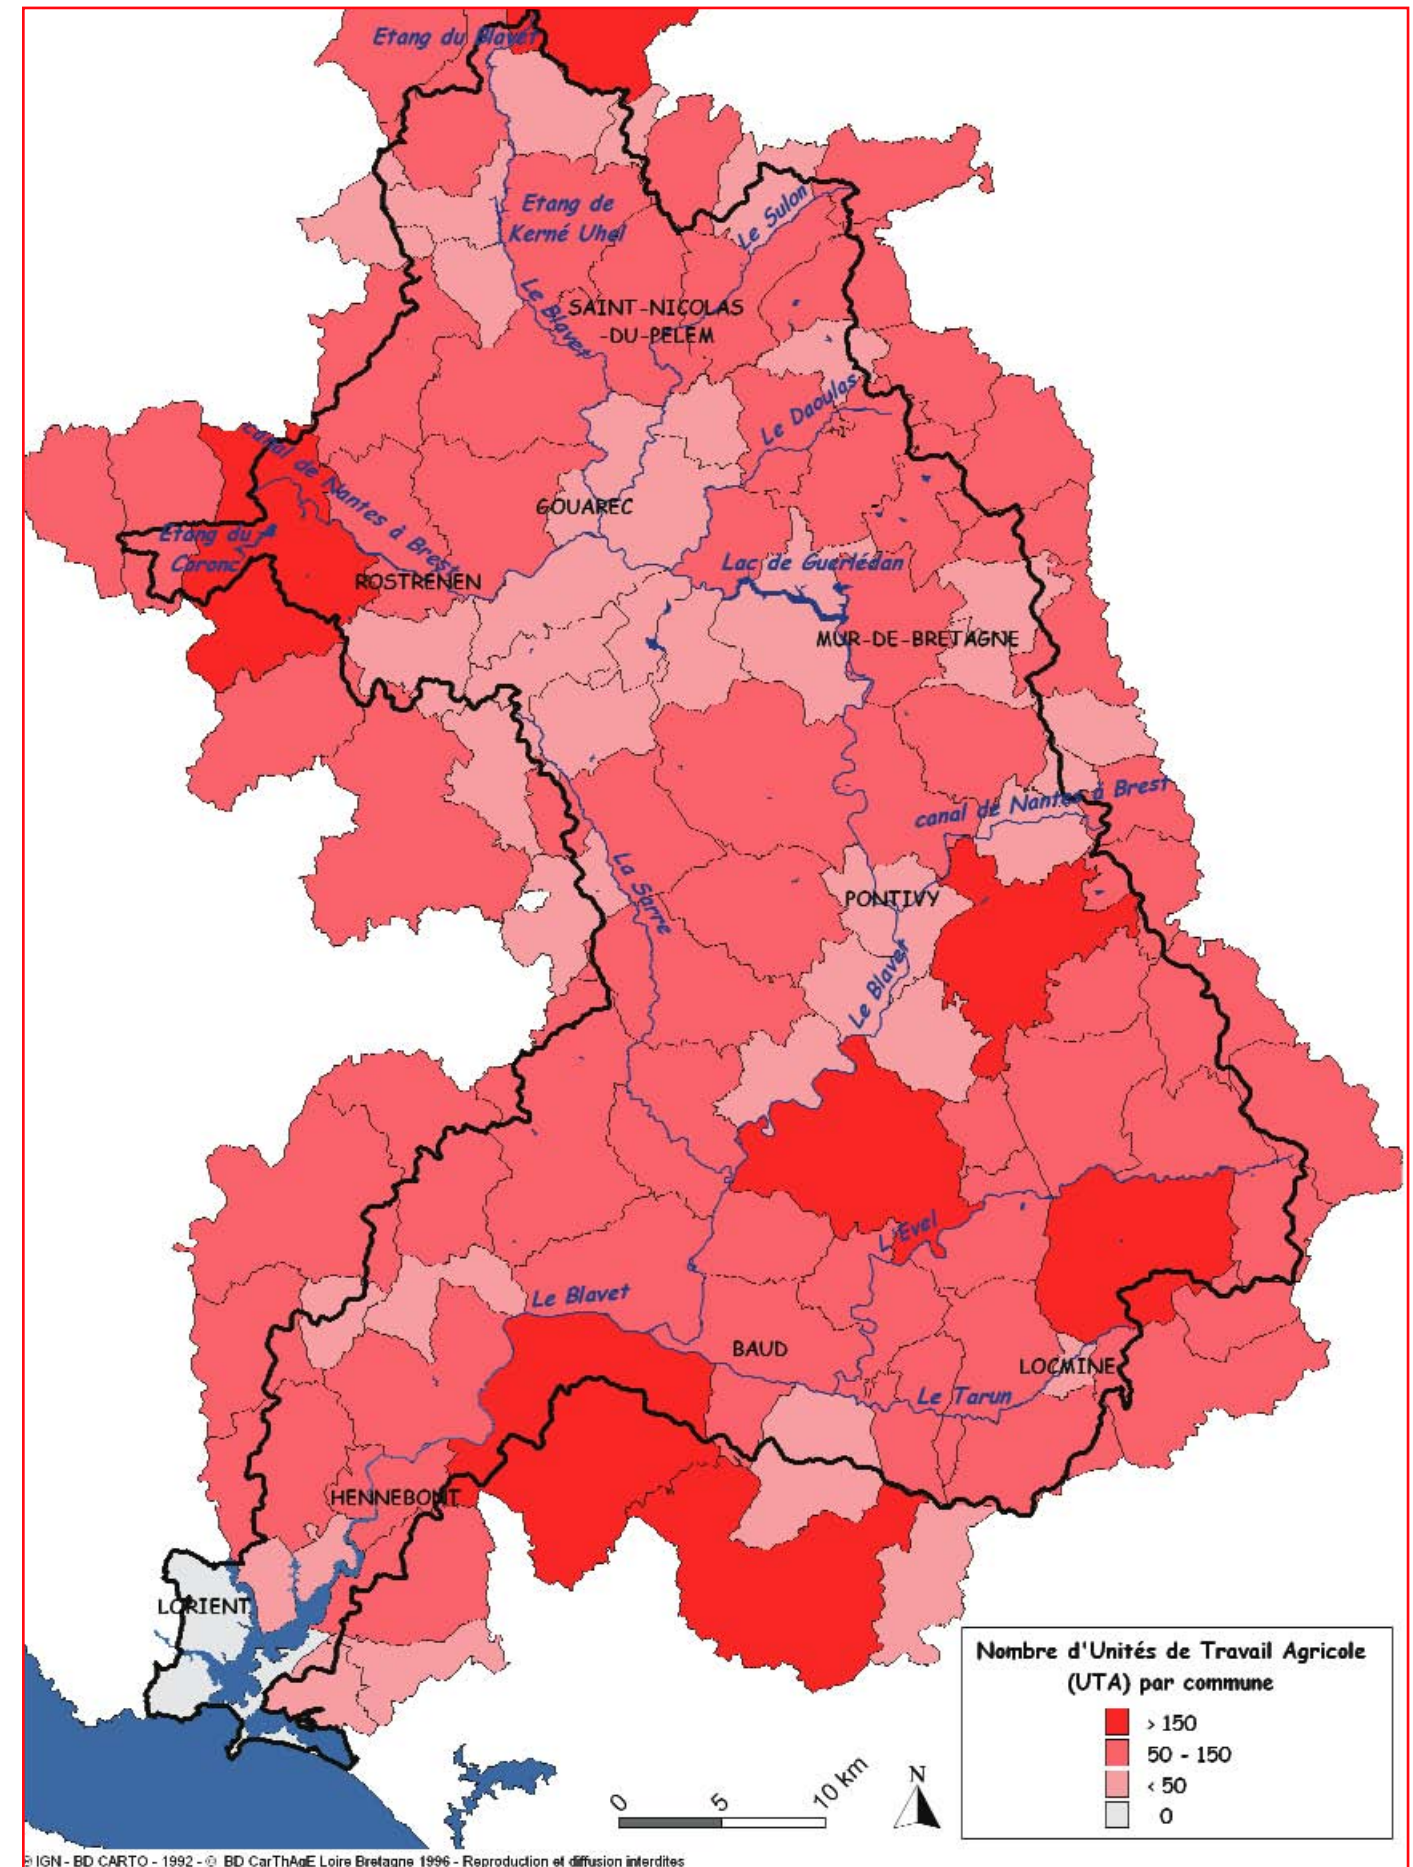 Etang du Blavet
Etang de
Kerné Uhel
Le Sulon
Le Blavet
SAINT-NICOLAS
-DU-PELEM
Le Daoulas
canal de Nantes à Brest
GOUAREC
Etang du
Coronc
ROSTRENEN
Lac de Guerlédan
MUR-DE-BRETAGNE
canal de Nantes à Brest
La Sarre
PONTIVY
Le Blavet
L'Evel
Le Blavet
BAUD
LOCMINE
Le Tarun
HENNEBONT
LORIENT
Nombre d'Unités de Travail Agricole
(UTA) par commune
> 150
50 - 150
< 50
0
0 5 10 km
N
© IGN - BD CARTO - 1992 - © BD CarThAgE Loire Bretagne 1996 - Reproduction et diffusion interdites